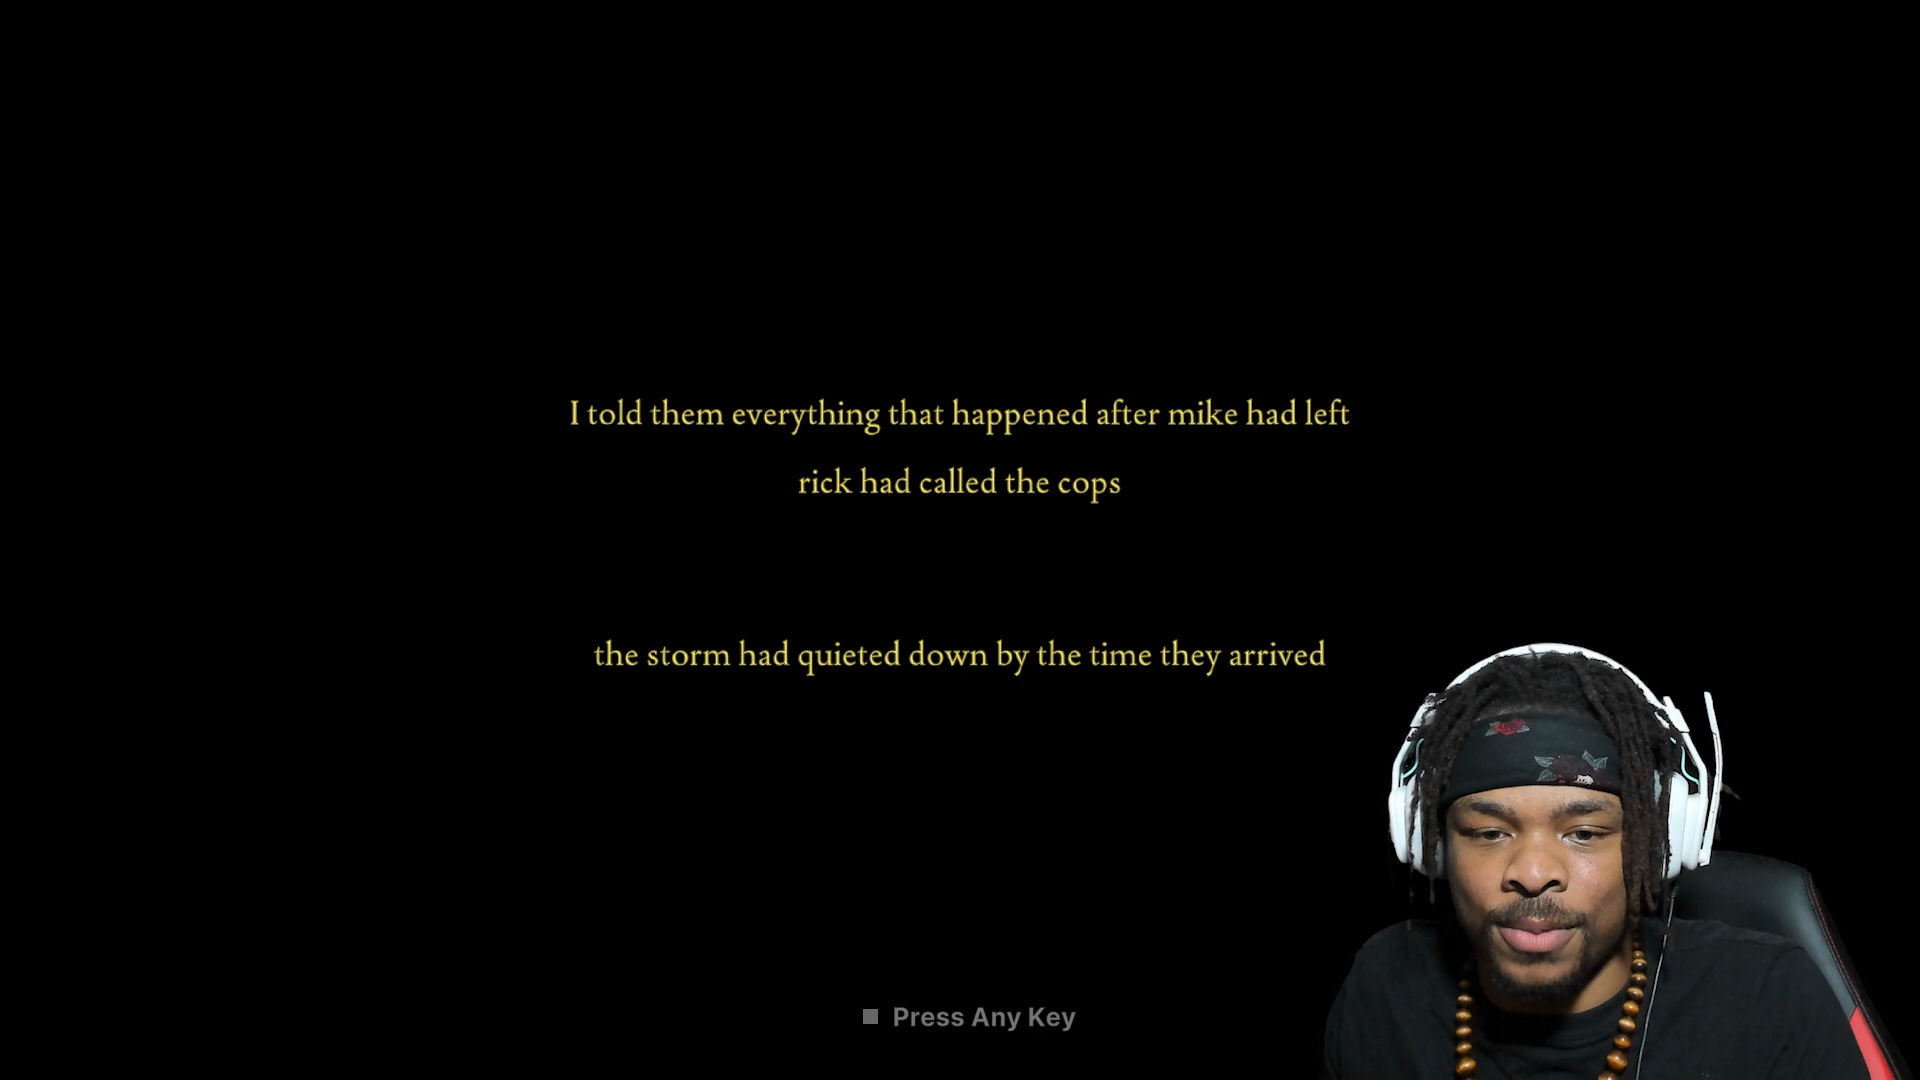 I told them everything that happened after mike had left
rick had called the cops
the storm had quieted down by the time they arrived
Press Any Key